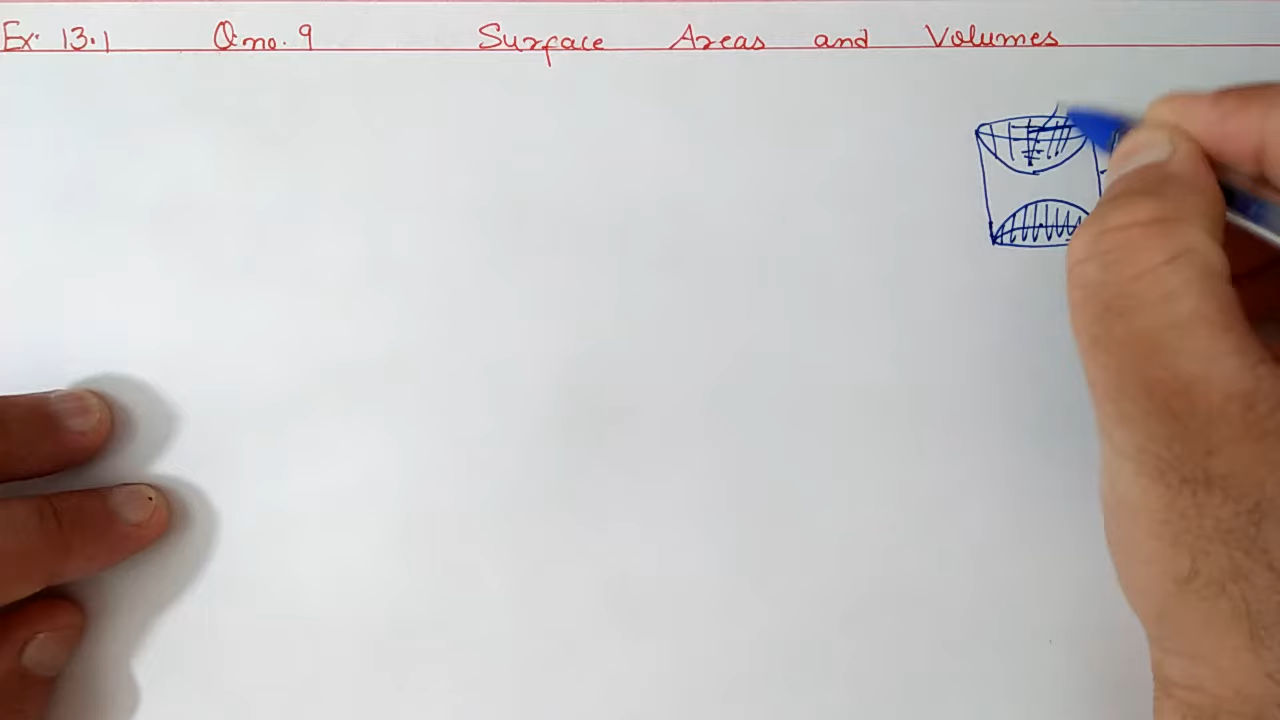 Ex. 13.1 Q.no. 9 Surface Areas and Volumes